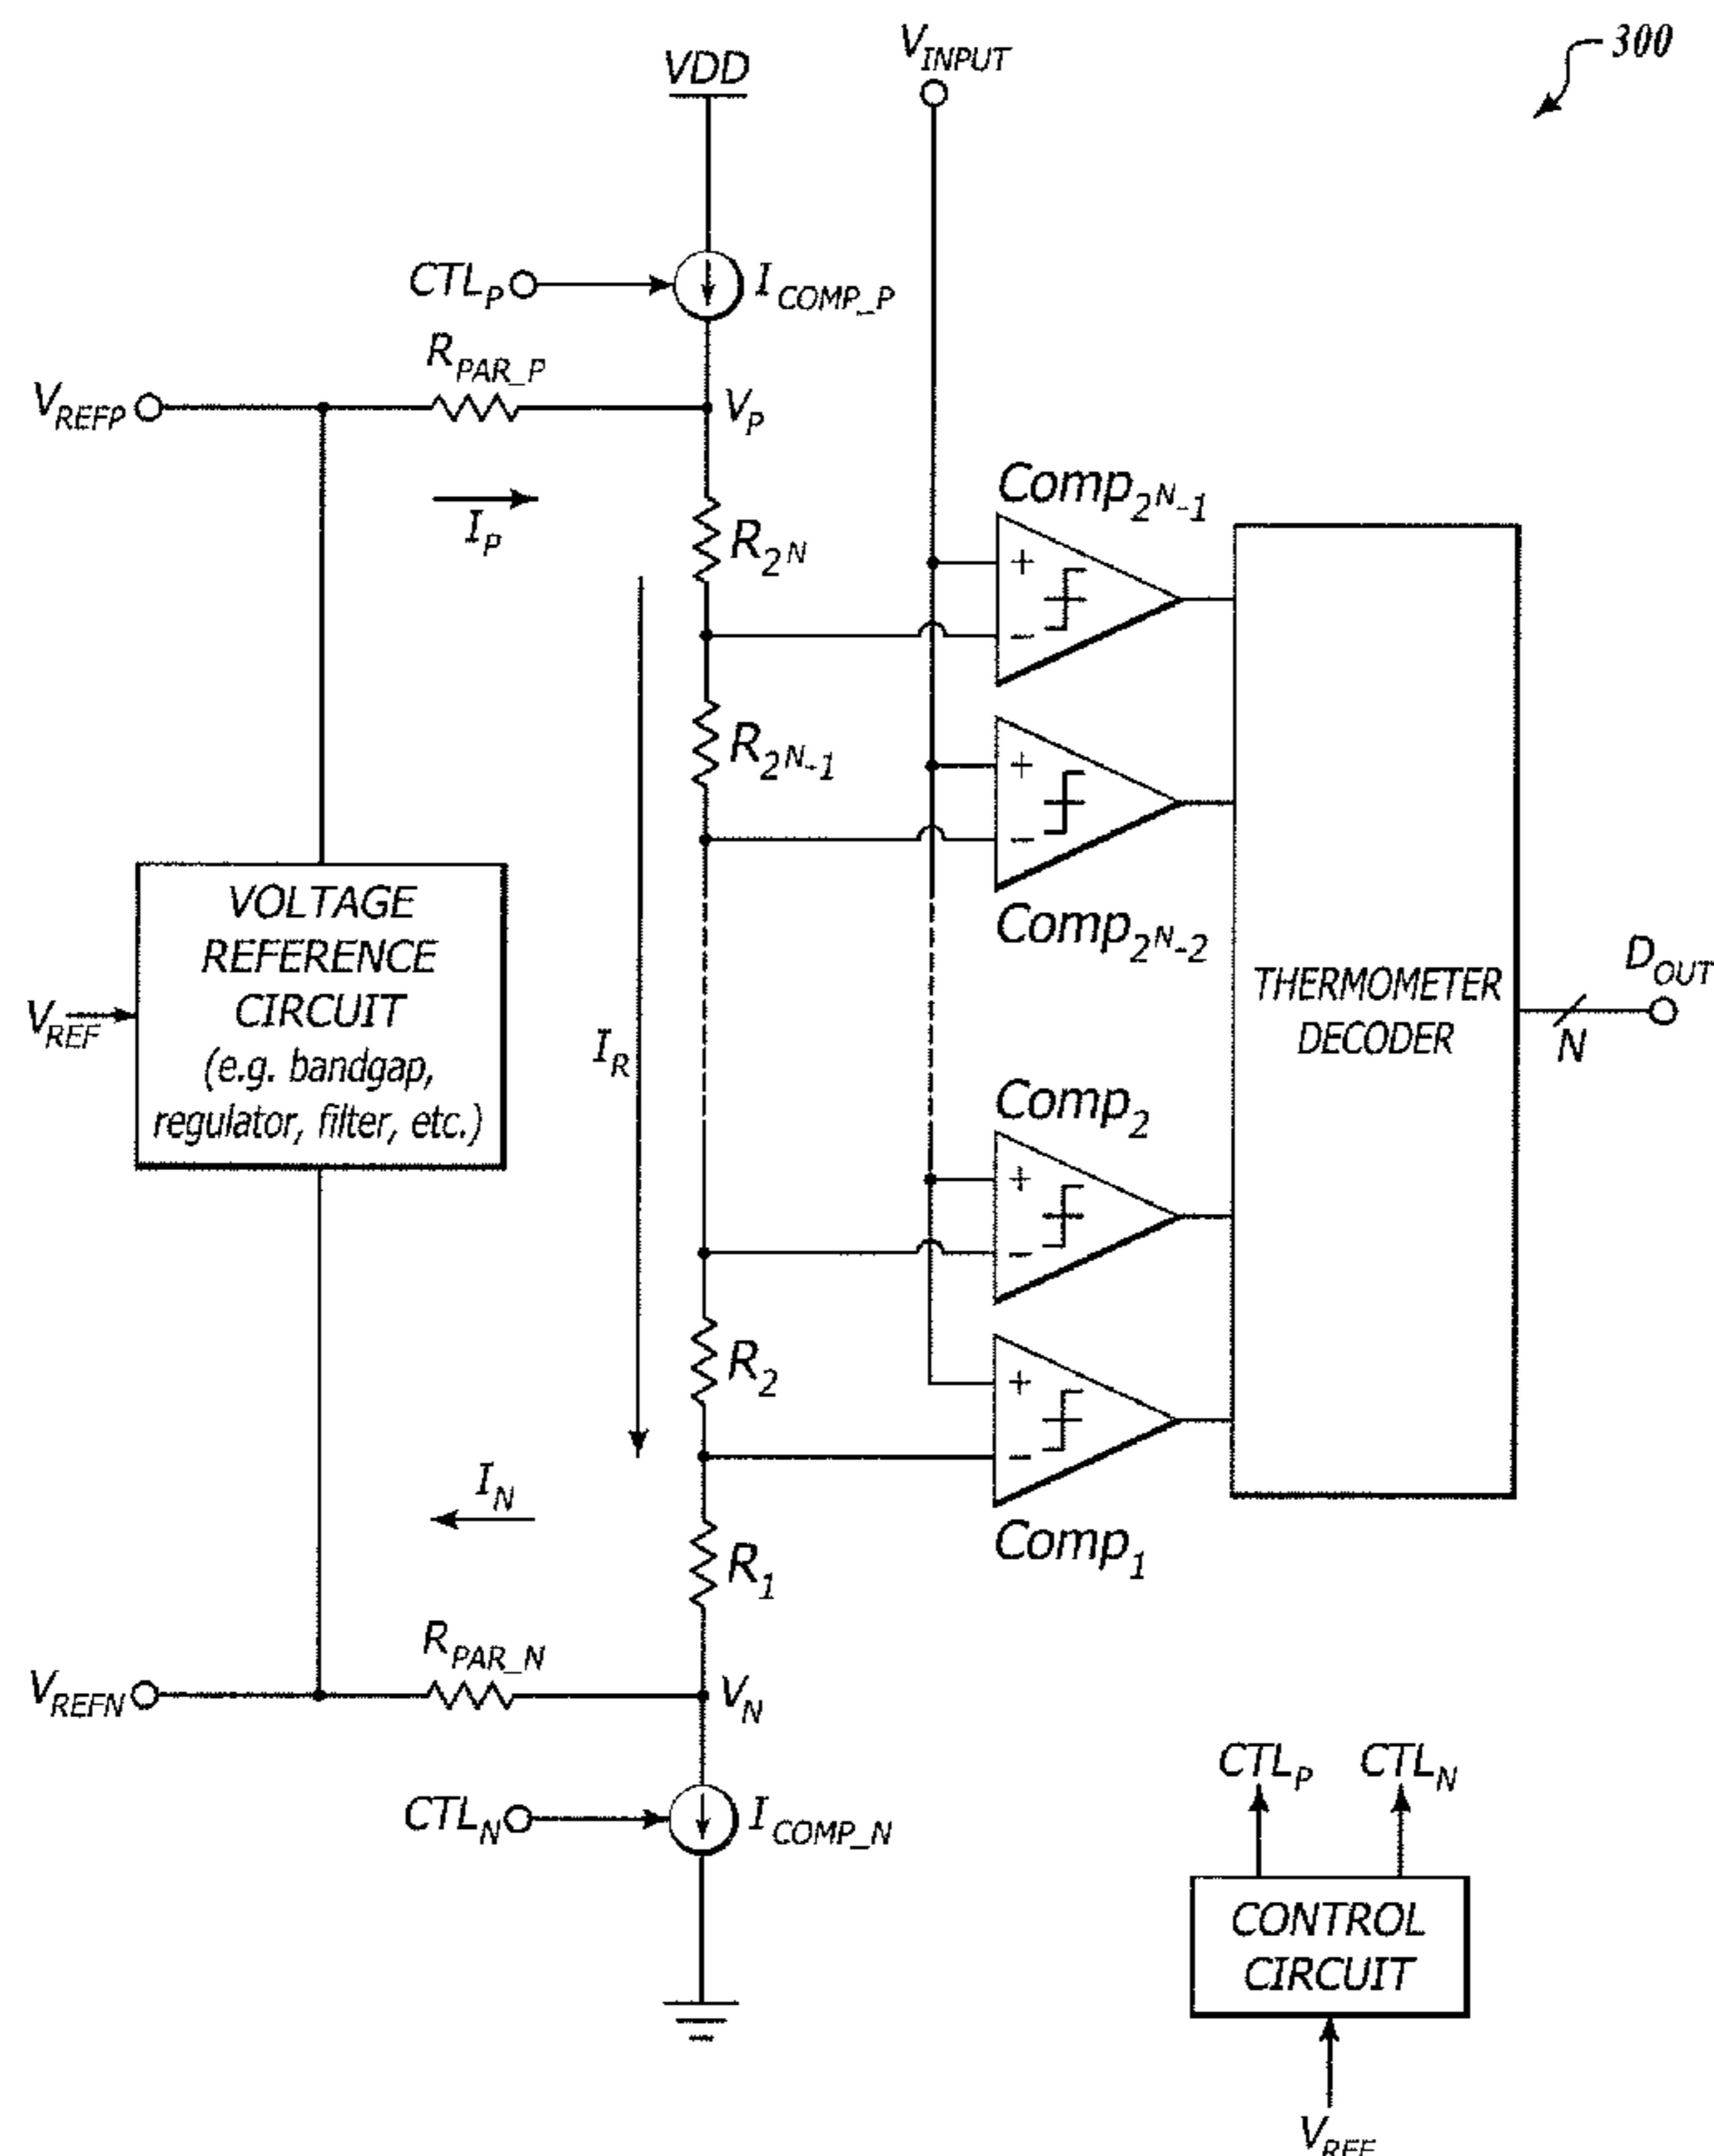 300
VDD
V_INPUT
CTL_P
I_COMP_P
R_PAR_P
V_REFP
V_P
I_P
R_2^N
Comp_2^N-1
+
−
R_2^N-1
+
−
Comp_2^N-2
VOLTAGE
REFERENCE
CIRCUIT
(e.g. bandgap,
regulator, filter, etc.)
V_REF
I_R
THERMOMETER
DECODER
D_OUT
N
Comp_2
+
−
R_2
+
−
Comp_1
I_N
R_1
R_PAR_N
V_REFN
V_N
CTL_N
I_COMP_N
CTL_P CTL_N
CONTROL
CIRCUIT
V_REF